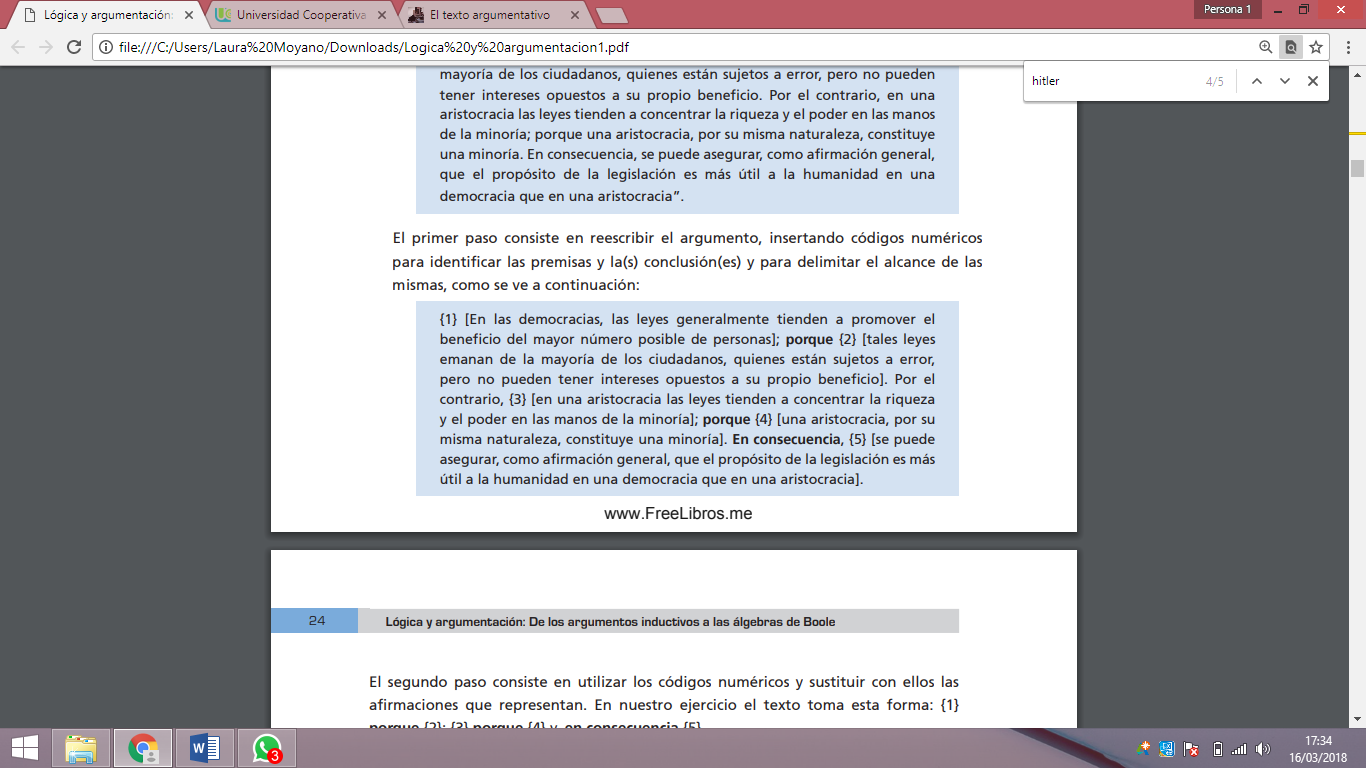 Lógica y argumentación:
Universidad Cooperativa
El texto argumentativo
Persona 1
file:///C:/Users/Laura%20Moyano/Downloads/Logica%20y%20argumentacion1.pdf
hitler
4/5
mayoría de los ciudadanos, quienes están sujetos a error, pero no pueden
tener intereses opuestos a su propio beneficio. Por el contrario, en una
aristocracia las leyes tienden a concentrar la riqueza y el poder en las manos
de la minoría; porque una aristocracia, por su misma naturaleza, constituye
una minoría. En consecuencia, se puede asegurar, como afirmación general,
que el propósito de la legislación es más útil a la humanidad en una
democracia que en una aristocracia”.
El primer paso consiste en reescribir el argumento, insertando códigos numéricos
para identificar las premisas y la(s) conclusión(es) y para delimitar el alcance de las
mismas, como se ve a continuación:
{1} [En las democracias, las leyes generalmente tienden a promover el
beneficio del mayor número posible de personas]; porque {2} [tales leyes
emanan de la mayoría de los ciudadanos, quienes están sujetos a error,
pero no pueden tener intereses opuestos a su propio beneficio]. Por el
contrario, {3} [en una aristocracia las leyes tienden a concentrar la riqueza
y el poder en las manos de la minoría]; porque {4} [una aristocracia, por su
misma naturaleza, constituye una minoría]. En consecuencia, {5} [se puede
asegurar, como afirmación general, que el propósito de la legislación es más
útil a la humanidad en una democracia que en una aristocracia].
www.FreeLibros.me
24
Lógica y argumentación: De los argumentos inductivos a las álgebras de Boole
El segundo paso consiste en utilizar los códigos numéricos y sustituir con ellos las
afirmaciones que representan. En nuestro ejercicio el texto toma esta forma: {1}
porque {2}; {3} porque {4} y, en consecuencia {5}.
3
17:34
16/03/2018